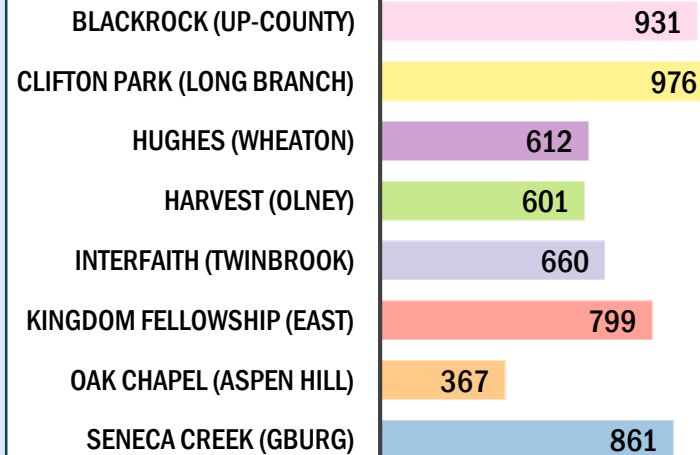 BLACKROCK (UP-COUNTY) 931
CLIFTON PARK (LONG BRANCH) 976
HUGHES (WHEATON) 612
HARVEST (OLNEY) 601
INTERFAITH (TWINBROOK) 660
KINGDOM FELLOWSHIP (EAST) 799
OAK CHAPEL (ASPEN HILL) 367
SENECA CREEK (GBURG) 861